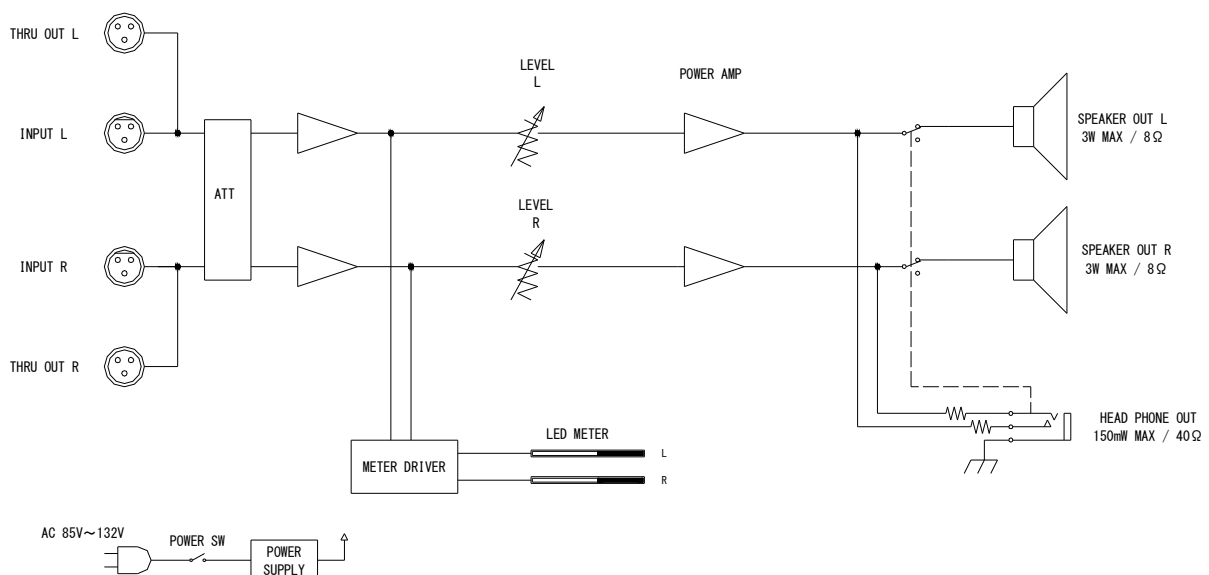 THRU OUT L
INPUT L
INPUT R
THRU OUT R
ATT
LEVEL
L
LEVEL
R
POWER AMP
SPEAKER OUT L
3W MAX / 8Ω
SPEAKER OUT R
3W MAX / 8Ω
HEAD PHONE OUT
150mW MAX / 40Ω
METER DRIVER
LED METER
L
R
AC 85V～132V
POWER SW
POWER
SUPPLY